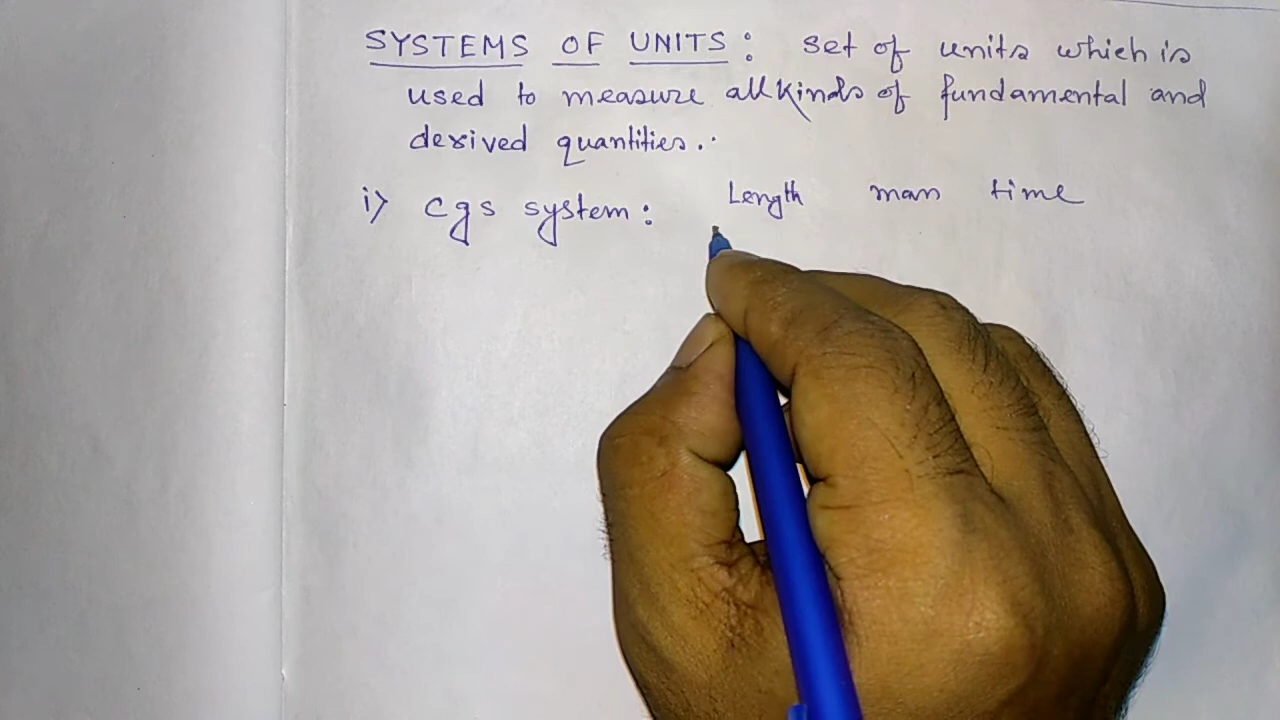 SYSTEMS OF UNITS: set of units which is
used to measure all kinds of fundamental and
derived quantities.
i) cgs system: Length mass time